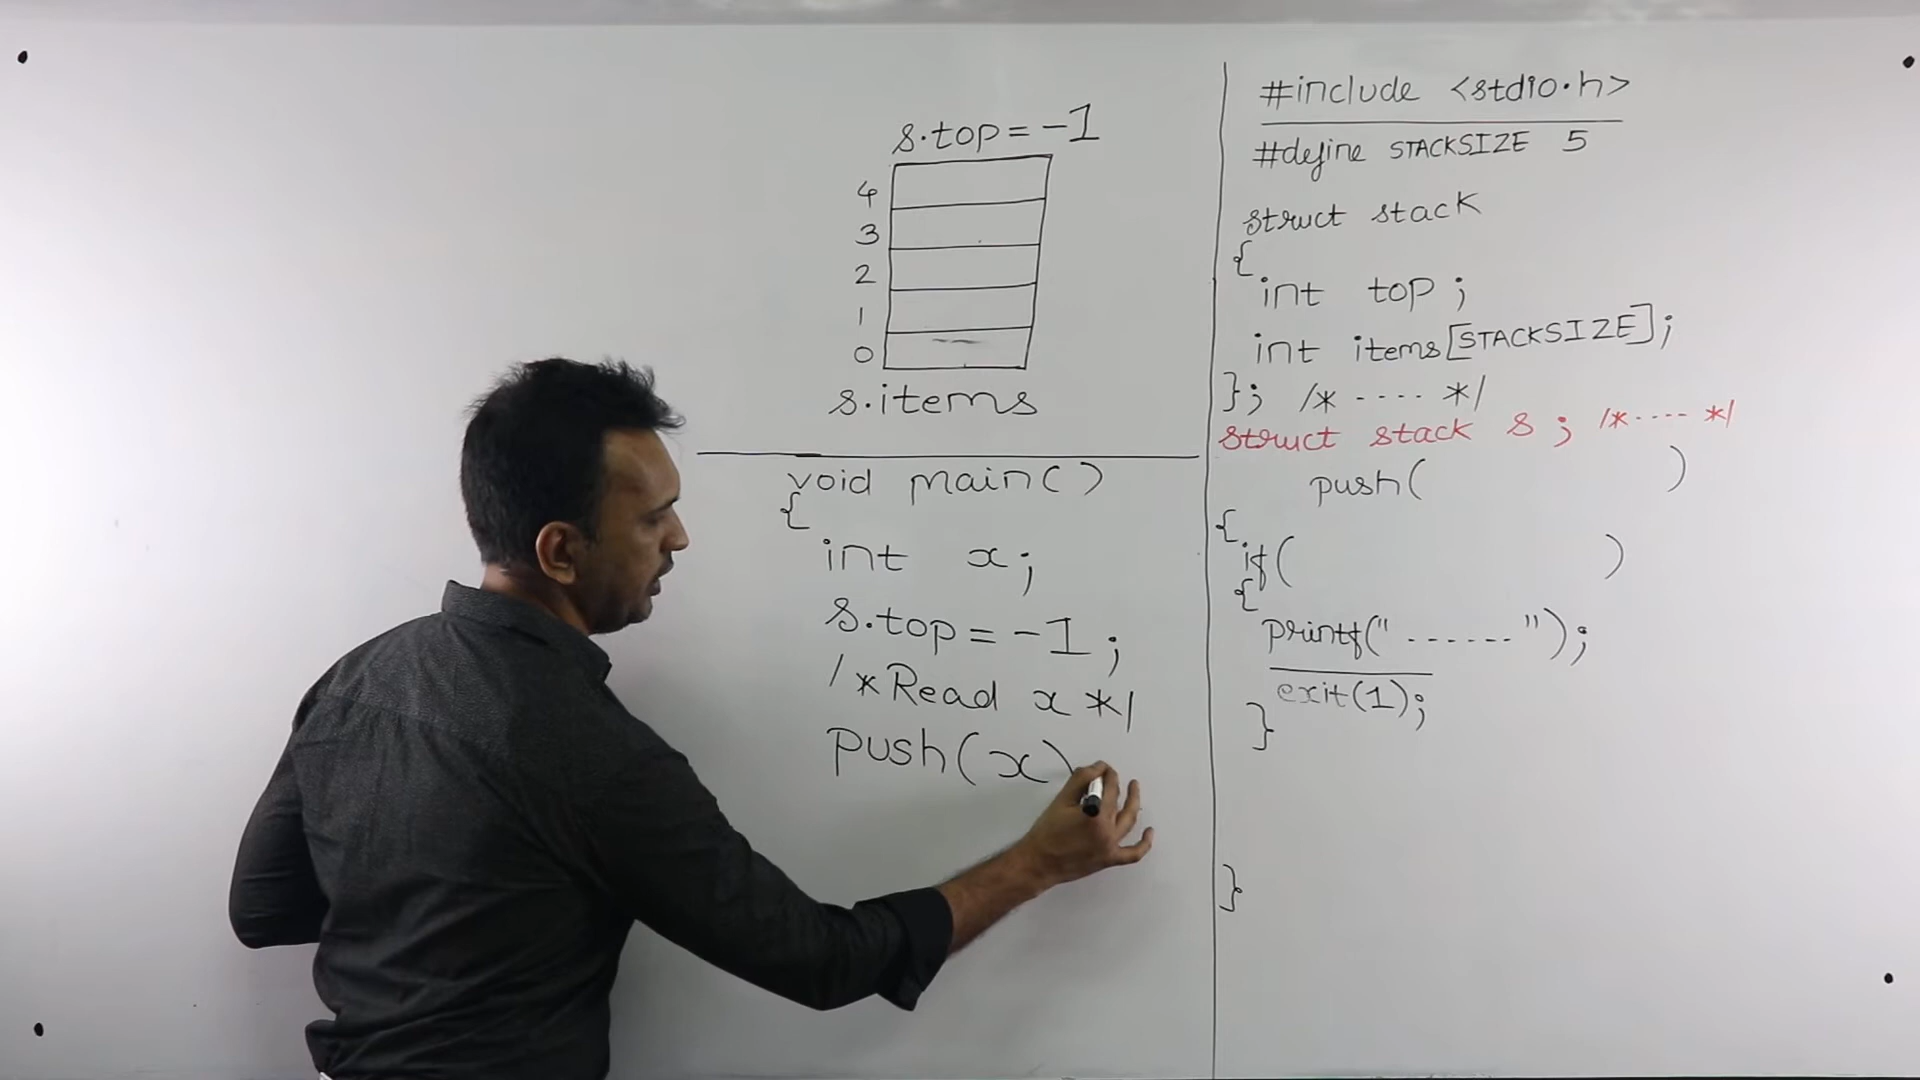 s.top = -1
4
3
2
1
0
s.items
void main()
{
int x;
s.top = -1;
/*Read x */
push(x)
#include <stdio.h>
#define STACKSIZE 5
struct stack
{
int top;
int items[STACKSIZE];
}; /* ---- */
struct stack s; /* ---- */
push( )
{
if( )
{
printf("------");
exit(1);
}
}